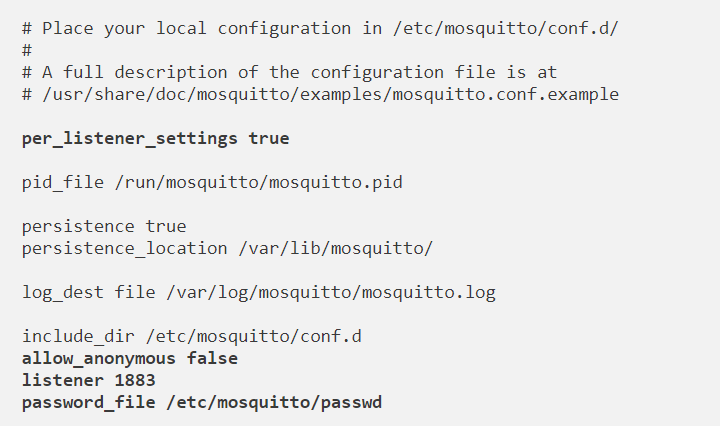 # Place your local configuration in /etc/mosquitto/conf.d/
#
# A full description of the configuration file is at
# /usr/share/doc/mosquitto/examples/mosquitto.conf.example
per_listener_settings true
pid_file /run/mosquitto/mosquitto.pid
persistence true
persistence_location /var/lib/mosquitto/
log_dest file /var/log/mosquitto/mosquitto.log
include_dir /etc/mosquitto/conf.d
allow_anonymous false
listener 1883
password_file /etc/mosquitto/passwd